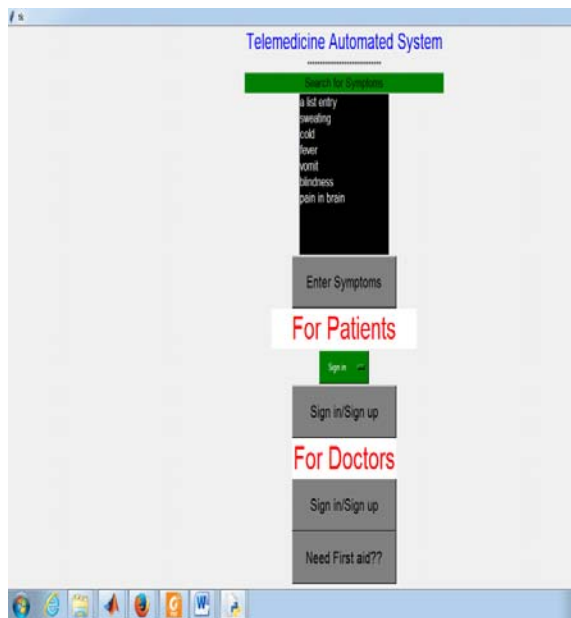 tk
Telemedicine Automated System
Search for Symptoms
a list entry
sweating
cold
fever
vomit
blindness
pain in brain
Enter Symptoms
For Patients
Sign in
Sign in/Sign up
For Doctors
Sign in/Sign up
Need First aid??